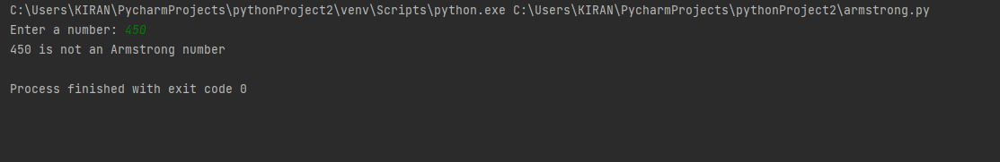 C:\Users\KIRAN\PycharmProjects\pythonProject2\venv\Scripts\python.exe C:\Users\KIRAN\PycharmProjects\pythonProject2\armstrong.py
Enter a number: 450
450 is not an Armstrong number
Process finished with exit code 0